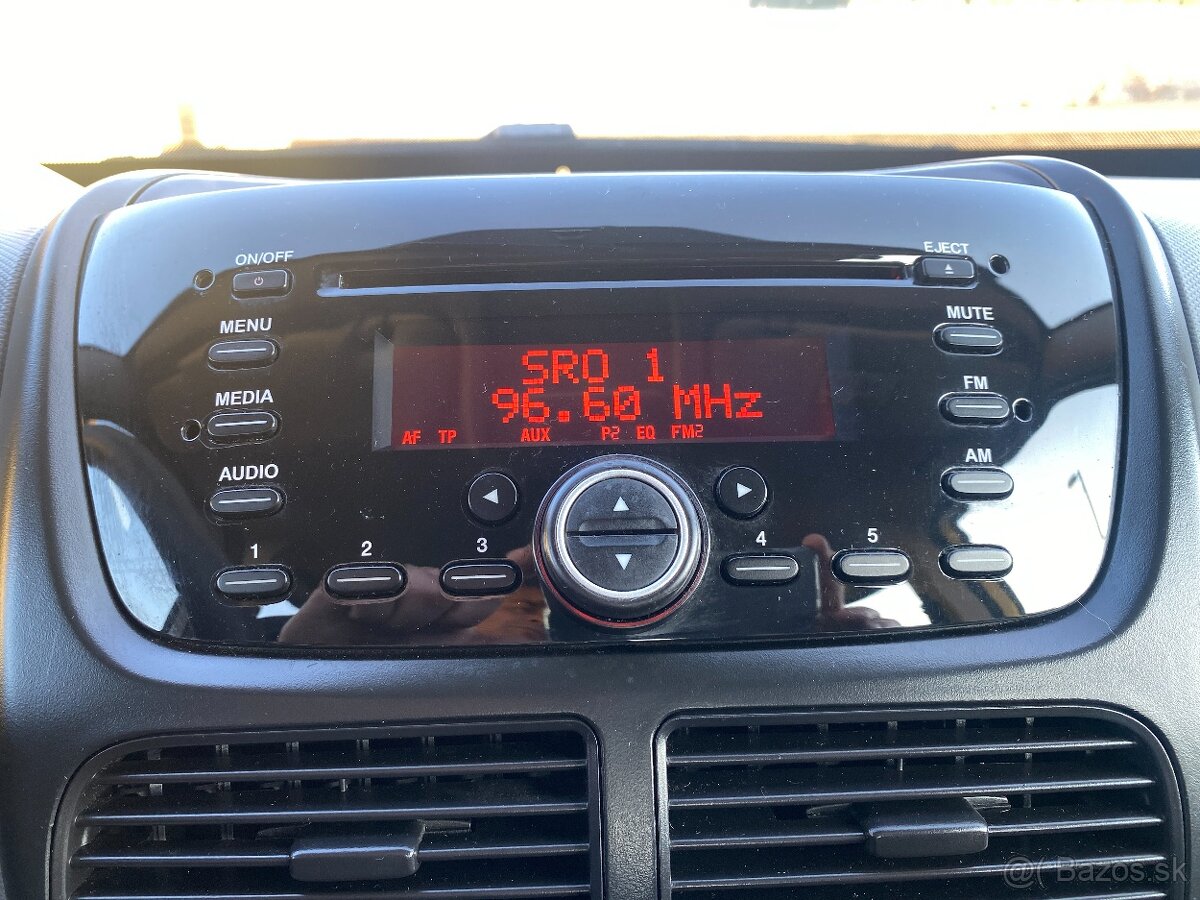 ON/OFF
EJECT
MENU
MUTE
SRO 1
96.60 MHz
AF TP AUX P2 EQ FM2
MEDIA
FM
AUDIO
AM
1 2 3 4 5
Bazos.sk